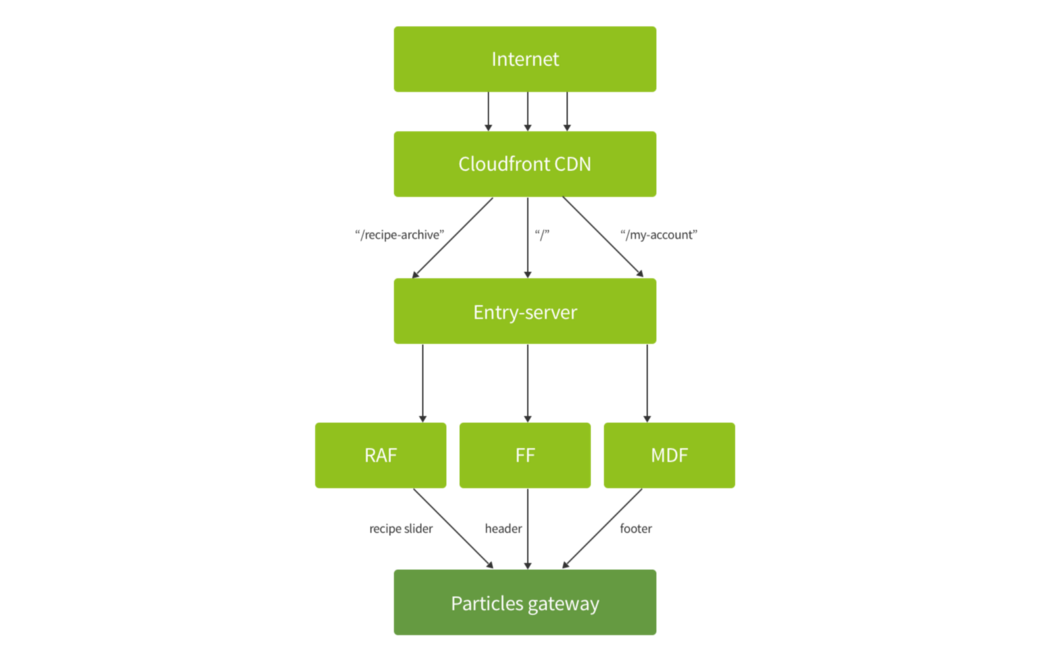 Internet
Cloudfront CDN
“/recipe-archive”
“/”
“/my-account”
Entry-server
RAF
FF
MDF
recipe slider
header
footer
Particles gateway